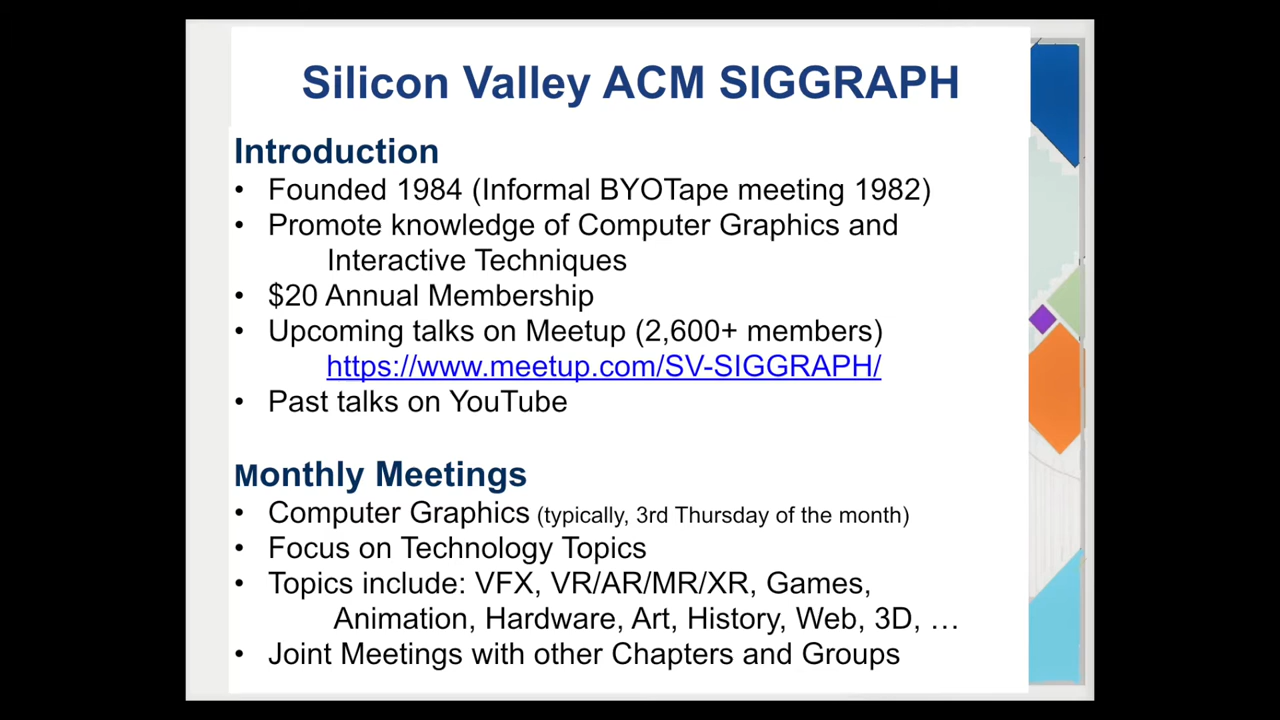 Silicon Valley ACM SIGGRAPH
Introduction
• Founded 1984 (Informal BYOTape meeting 1982)
• Promote knowledge of Computer Graphics and
Interactive Techniques
• $20 Annual Membership
• Upcoming talks on Meetup (2,600+ members)
https://www.meetup.com/SV-SIGGRAPH/
• Past talks on YouTube
Monthly Meetings
• Computer Graphics (typically, 3rd Thursday of the month)
• Focus on Technology Topics
• Topics include: VFX, VR/AR/MR/XR, Games,
Animation, Hardware, Art, History, Web, 3D, …
• Joint Meetings with other Chapters and Groups